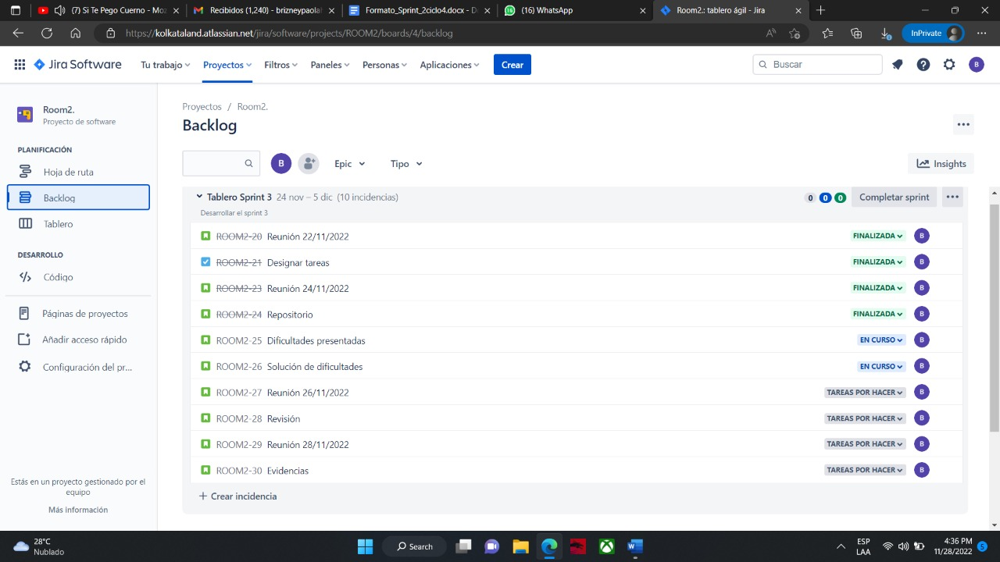 (7) Si Te Pego Cuerno - Moz
Recibidos (1,240) - brizneypaola
Formato_Sprint_2ciclo4.docx - D
(16) WhatsApp
Room2.: tablero ágil - Jira
https://kolkataland.atlassian.net/jira/software/projects/ROOM2/boards/4/backlog
InPrivate
Jira Software
Tu trabajo
Proyectos
Filtros
Paneles
Personas
Aplicaciones
Crear
Buscar
B
Room2.
Proyecto de software
PLANIFICACIÓN
Hoja de ruta
Backlog
Tablero
DESARROLLO
Código
Páginas de proyectos
Añadir acceso rápido
Configuración del pr...
Estás en un proyecto gestionado por el
equipo
Más información
Proyectos / Room2.
Backlog
B
Epic
Tipo
Insights
Tablero Sprint 3 24 nov – 5 dic (10 incidencias)
0 0 0
Completar sprint
Desarrollar el sprint 3
ROOM2-20 Reunión 22/11/2022 FINALIZADA B
ROOM2-21 Designar tareas FINALIZADA B
ROOM2-23 Reunión 24/11/2022 FINALIZADA B
ROOM2-24 Repositorio FINALIZADA B
ROOM2-25 Dificultades presentadas EN CURSO B
ROOM2-26 Solución de dificultades EN CURSO B
ROOM2-27 Reunión 26/11/2022 TAREAS POR HACER B
ROOM2-28 Revisión TAREAS POR HACER B
ROOM2-29 Reunión 28/11/2022 TAREAS POR HACER B
ROOM2-30 Evidencias TAREAS POR HACER B
+ Crear incidencia
28°C
Nublado
Search
ESP
LAA
4:36 PM
11/28/2022
5